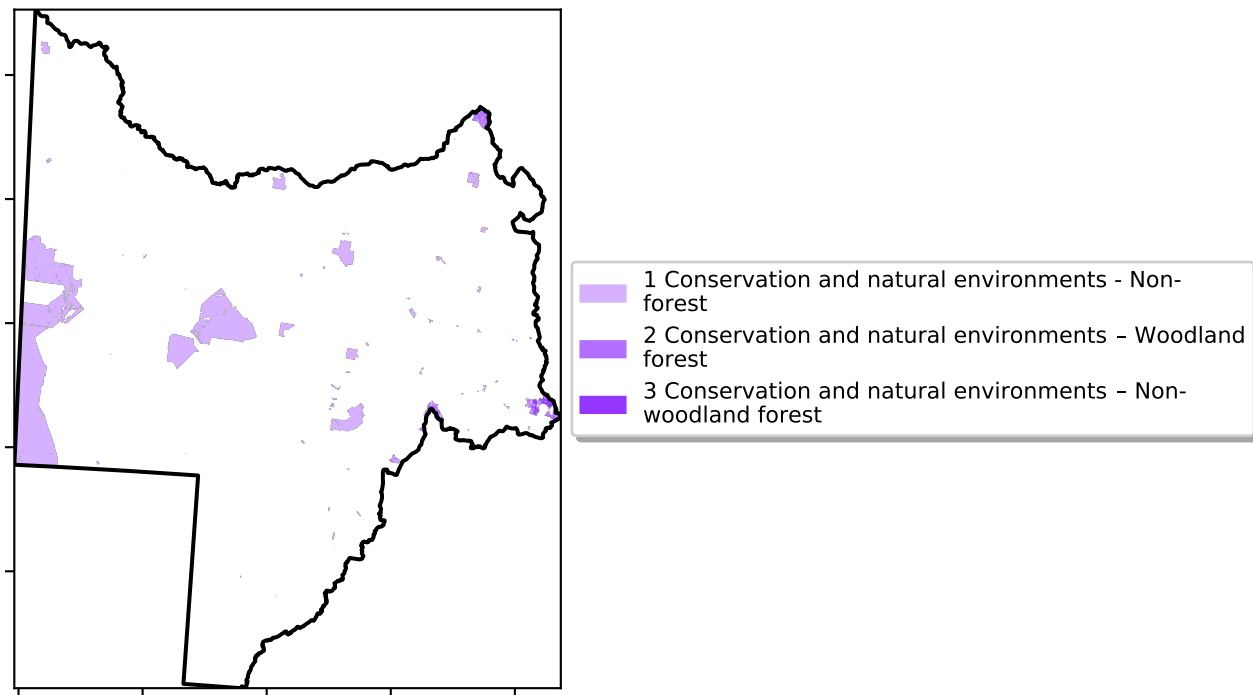 1 Conservation and natural environments - Non-
forest
2 Conservation and natural environments – Woodland
forest
3 Conservation and natural environments – Non-
woodland forest